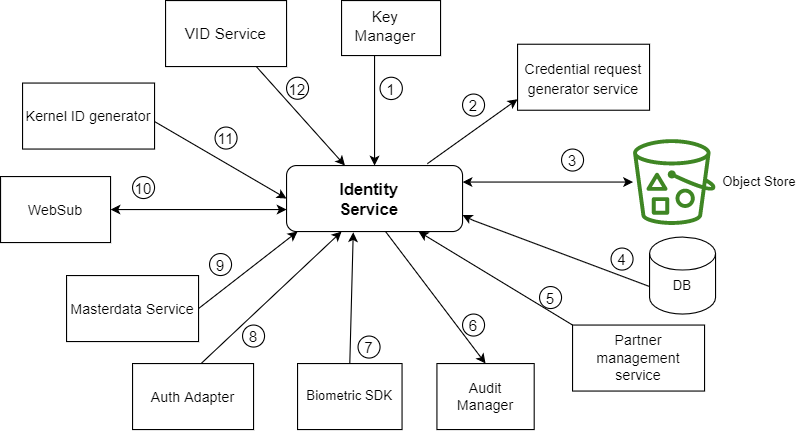 VID Service
Key
Manager
Credential request
generator service
12
1
2
Kernel ID generator
11
3
Object Store
10
Identity
Service
WebSub
4
DB
9
5
Masterdata Service
6
8
7
Partner
management
service
Auth Adapter
Biometric SDK
Audit
Manager